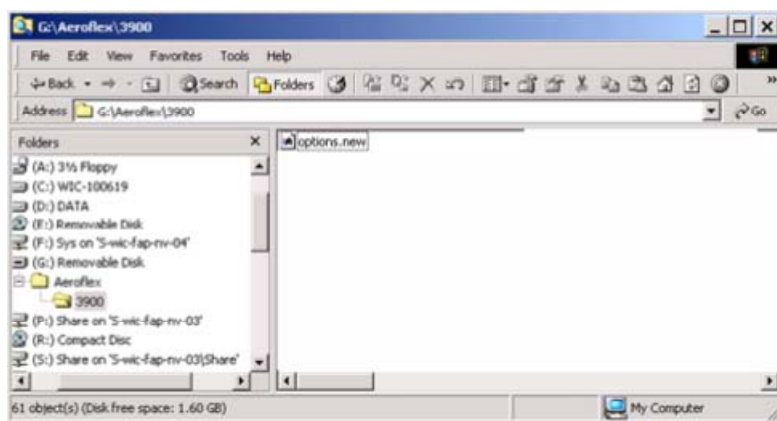 G:\Aeroflex\3900
File Edit View Favorites Tools Help
Back Search Folders
Address G:\Aeroflex\3900 Go
Folders
options.new
(A:) 3½ Floppy
(C:) WIC-100619
(D:) DATA
(E:) Removable Disk
(F:) Sys on 'S-wic-fap-nv-04'
(G:) Removable Disk
Aeroflex
3900
(P:) Share on 'S-wic-fap-nv-03'
(R:) Compact Disc
(S:) Share on 'S-wic-fap-nv-03\Share'
61 object(s) (Disk free space: 1.60 GB) My Computer